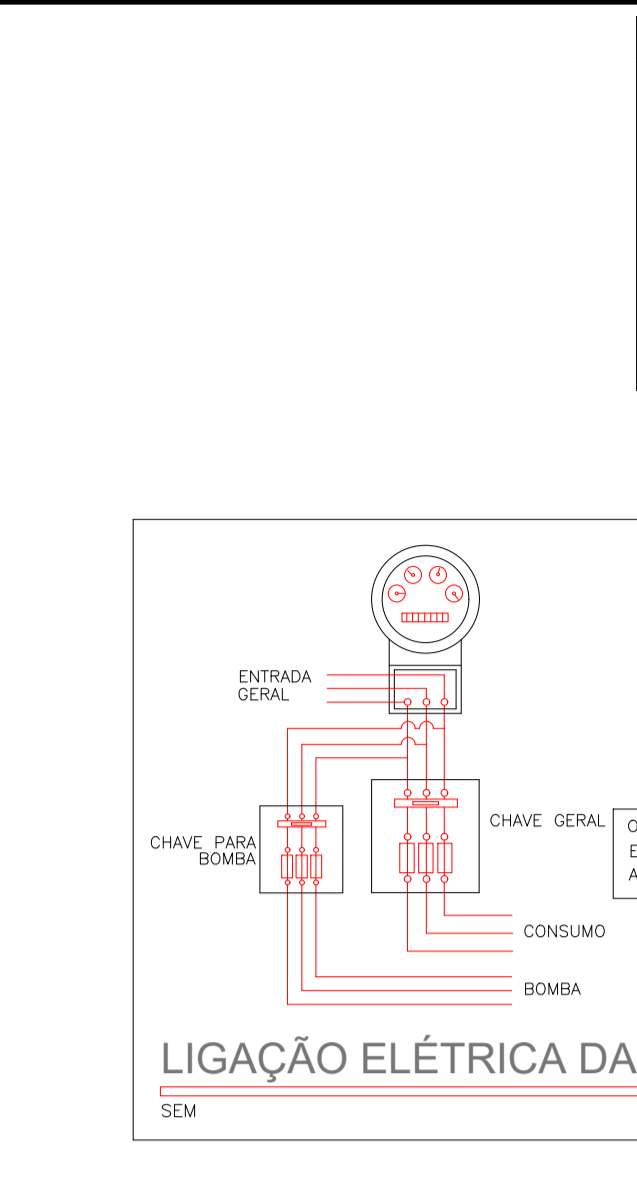 ENTRADA
GERAL
CHAVE GERAL
CHAVE PARA
BOMBA
CONSUMO
BOMBA
LIGAÇÃO ELÉTRICA DA
SEM